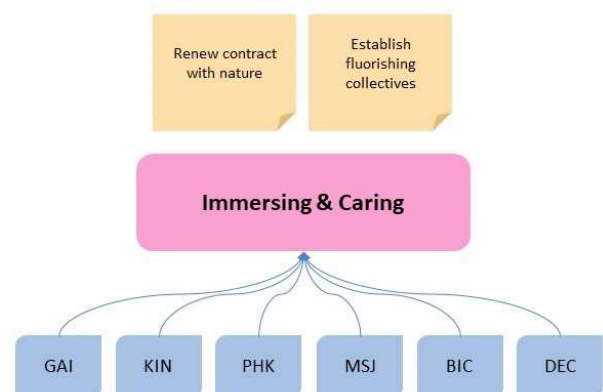 Renew contract
with nature
Establish
fluorishing
collectives
Immersing & Caring
GAI
KIN
PHK
MSJ
BIC
DEC